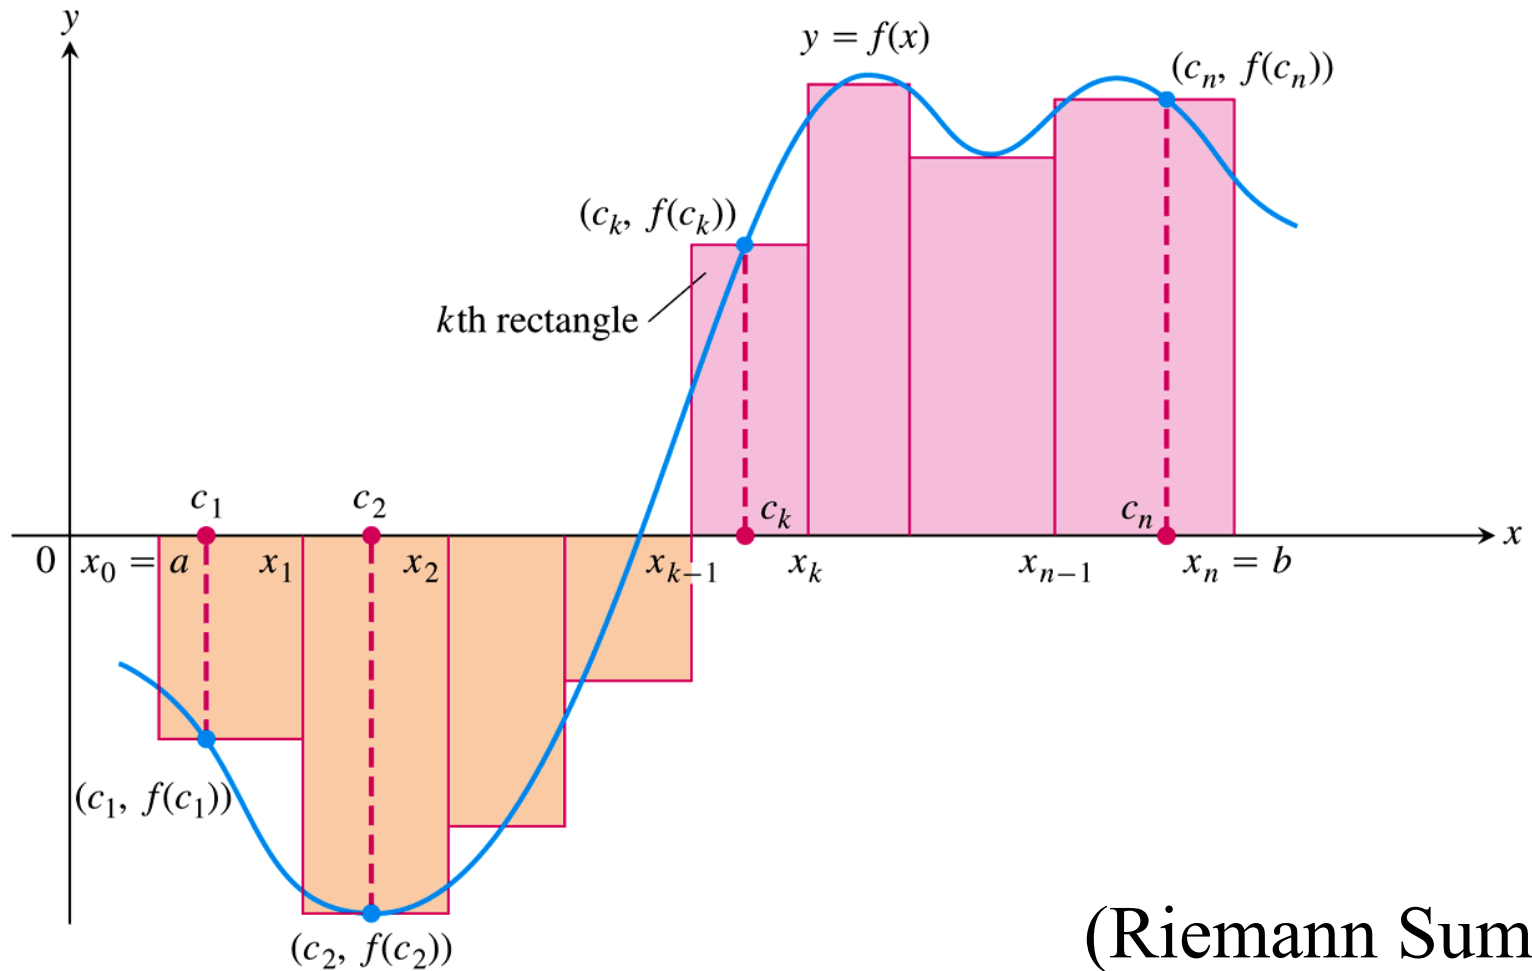 y
y = f(x)
(cₙ, f(cₙ))
(cₖ, f(cₖ))
kth rectangle
c₁
c₂
cₖ
cₙ
x
0
x₀ = a
x₁
x₂
xₖ₋₁
xₖ
xₙ₋₁
xₙ = b
(c₁, f(c₁))
(c₂, f(c₂))
(Riemann Sum